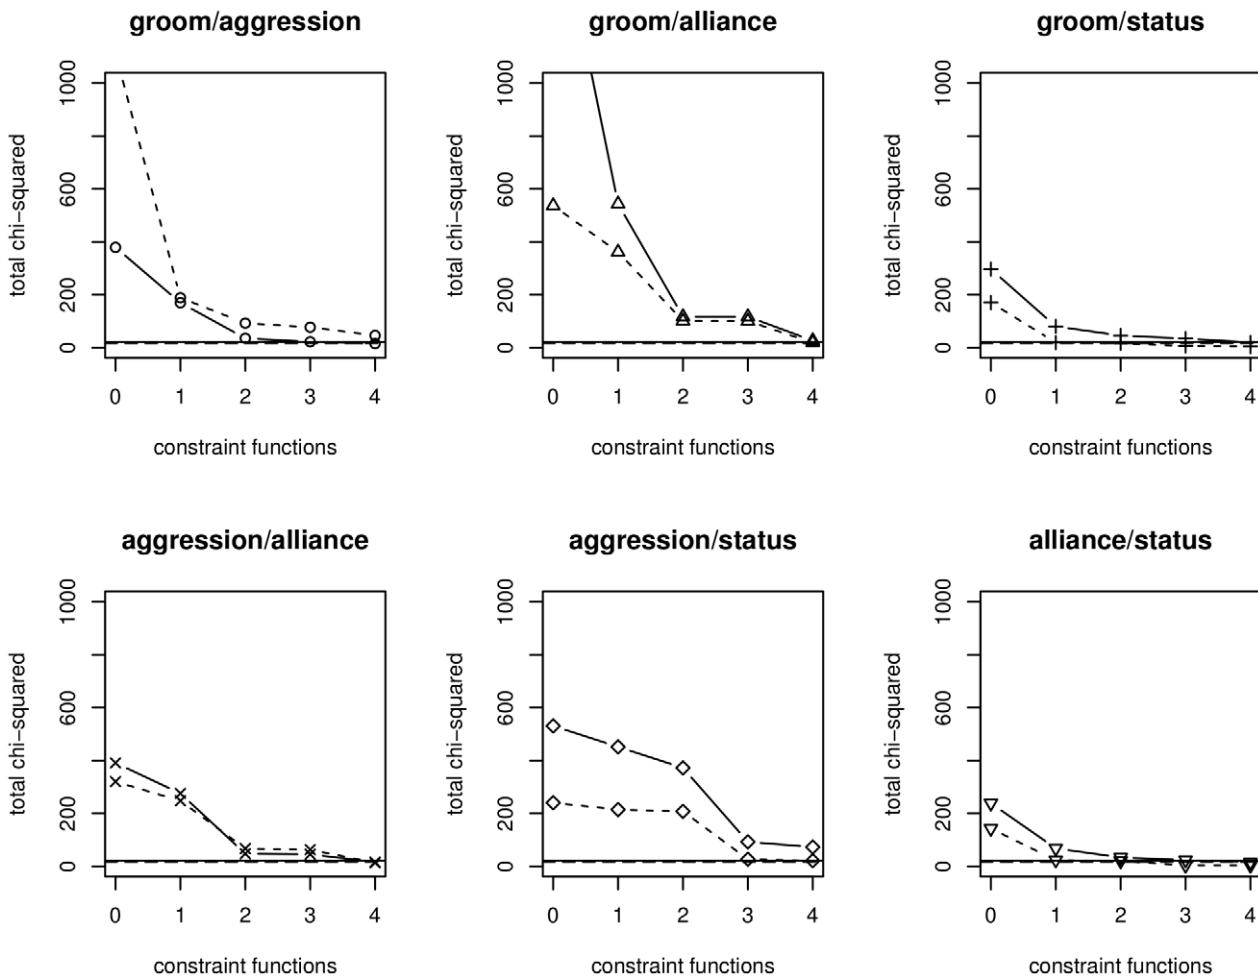 groom/aggression
total chi-squared
1000
600
200
0
0 1 2 3 4
constraint functions
groom/alliance
total chi-squared
1000
600
200
0
0 1 2 3 4
constraint functions
groom/status
total chi-squared
1000
600
200
0
0 1 2 3 4
constraint functions
aggression/alliance
total chi-squared
1000
600
200
0
0 1 2 3 4
constraint functions
aggression/status
total chi-squared
1000
600
200
0
0 1 2 3 4
constraint functions
alliance/status
total chi-squared
1000
600
200
0
0 1 2 3 4
constraint functions